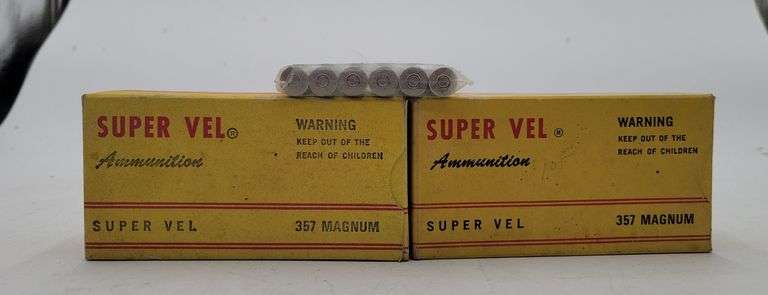 SUPER VEL®
Ammunition
WARNING
KEEP OUT OF THE
REACH OF CHILDREN
SUPER VEL
357 MAGNUM
SUPER VEL®
Ammunition
WARNING
KEEP OUT OF THE
REACH OF CHILDREN
SUPER VEL
357 MAGNUM